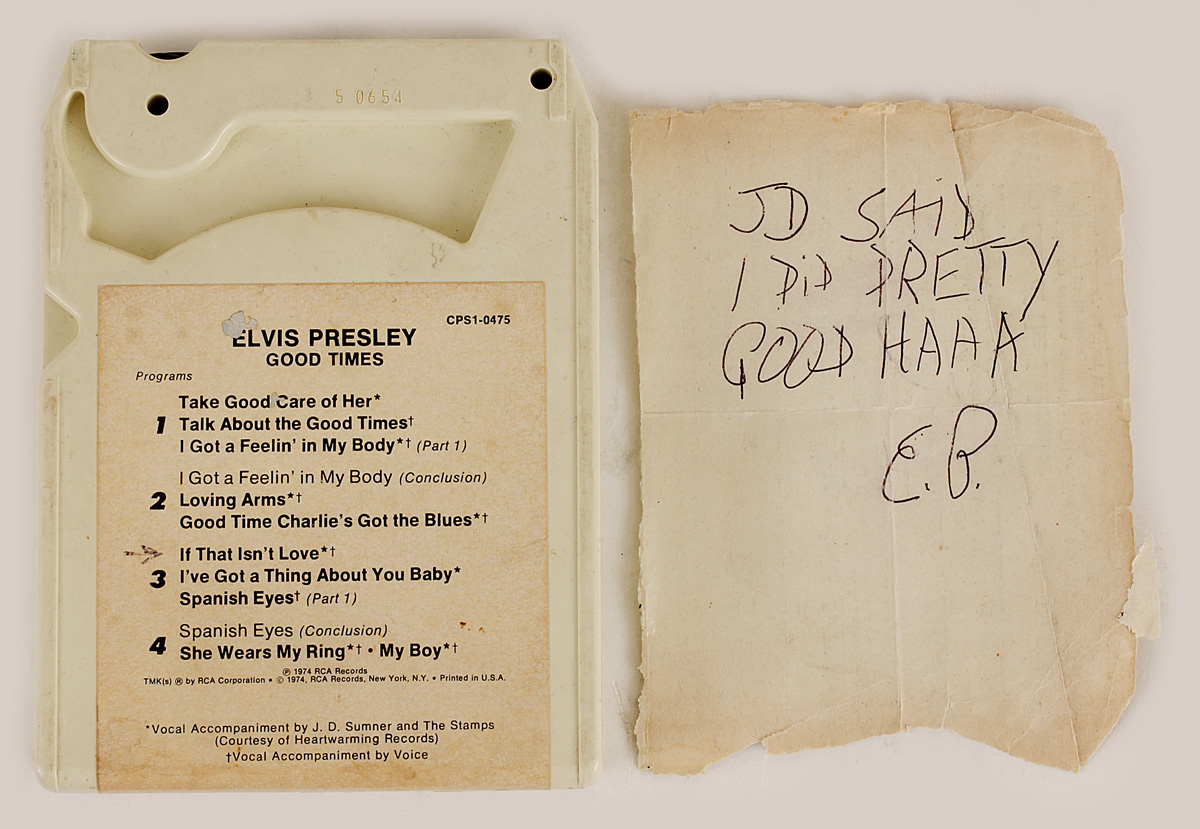 5 0654
CPS1-0475
ELVIS PRESLEY
GOOD TIMES
Programs
Take Good Care of Her*
1 Talk About the Good Times†
I Got a Feelin' in My Body*† (Part 1)
I Got a Feelin' in My Body (Conclusion)
2 Loving Arms*†
Good Time Charlie's Got the Blues*†
If That Isn't Love*†
3 I've Got a Thing About You Baby*
Spanish Eyes† (Part 1)
Spanish Eyes (Conclusion)
4 She Wears My Ring*† • My Boy*†
℗ 1974 RCA Records
TMK(s) ® by RCA Corporation • © 1974, RCA Records, New York, N.Y. • Printed in U.S.A.
*Vocal Accompaniment by J. D. Sumner and The Stamps
(Courtesy of Heartwarming Records)
†Vocal Accompaniment by Voice
JD SAiD
I DiD PRETTY
GOOD HAAA
E.P.